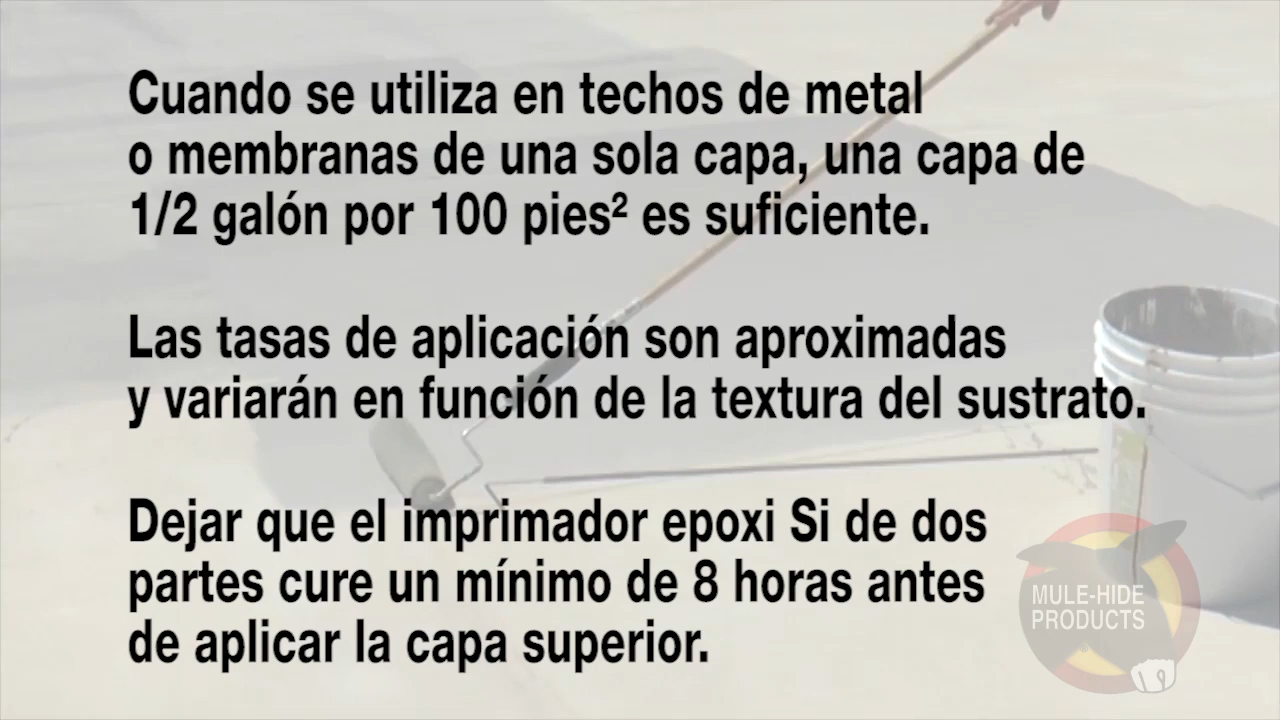 Cuando se utiliza en techos de metal
o membranas de una sola capa, una capa de
1/2 galón por 100 pies² es suficiente.
Las tasas de aplicación son aproximadas
y variarán en función de la textura del sustrato.
Dejar que el imprimador epoxi Si de dos
partes cure un mínimo de 8 horas antes
de aplicar la capa superior.
MULE-HIDE
PRODUCTS
®